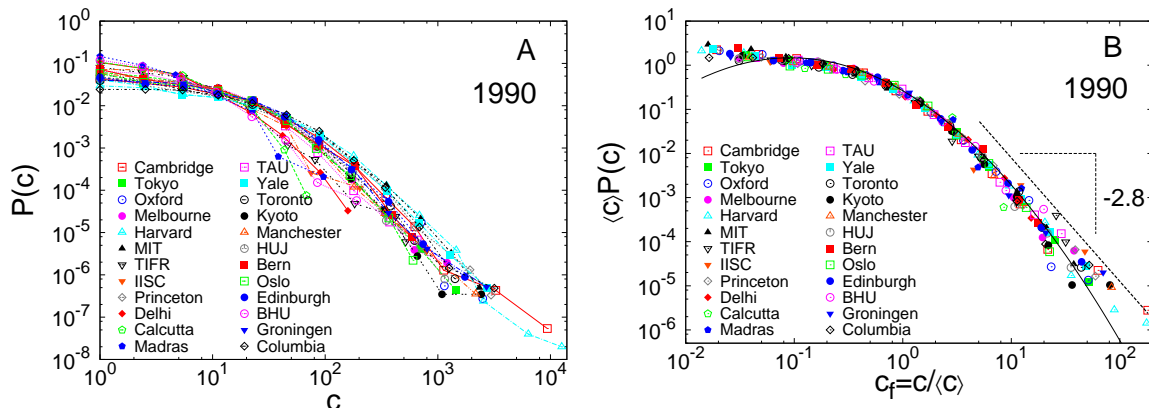 A
1990
P(c)
10^0
10^-1
10^-2
10^-3
10^-4
10^-5
10^-6
10^-7
10^-8
Cambridge TAU
Tokyo Yale
Oxford Toronto
Melbourne Kyoto
Harvard Manchester
MIT HUJ
TIFR Bern
IISC Oslo
Princeton Edinburgh
Delhi BHU
Calcutta Groningen
Madras Columbia
10^0 10^1 10^2 10^3 10^4
c
B
1990
⟨c⟩P(c)
10^1
10^0
10^-1
10^-2
10^-3
10^-4
10^-5
10^-6
Cambridge TAU
Tokyo Yale
Oxford Toronto
Melbourne Kyoto
Harvard Manchester
MIT HUJ
TIFR Bern
IISC Oslo
Princeton Edinburgh
Delhi BHU
Calcutta Groningen
Madras Columbia
-2.8
10^-2 10^-1 10^0 10^1 10^2
c_f=c/⟨c⟩